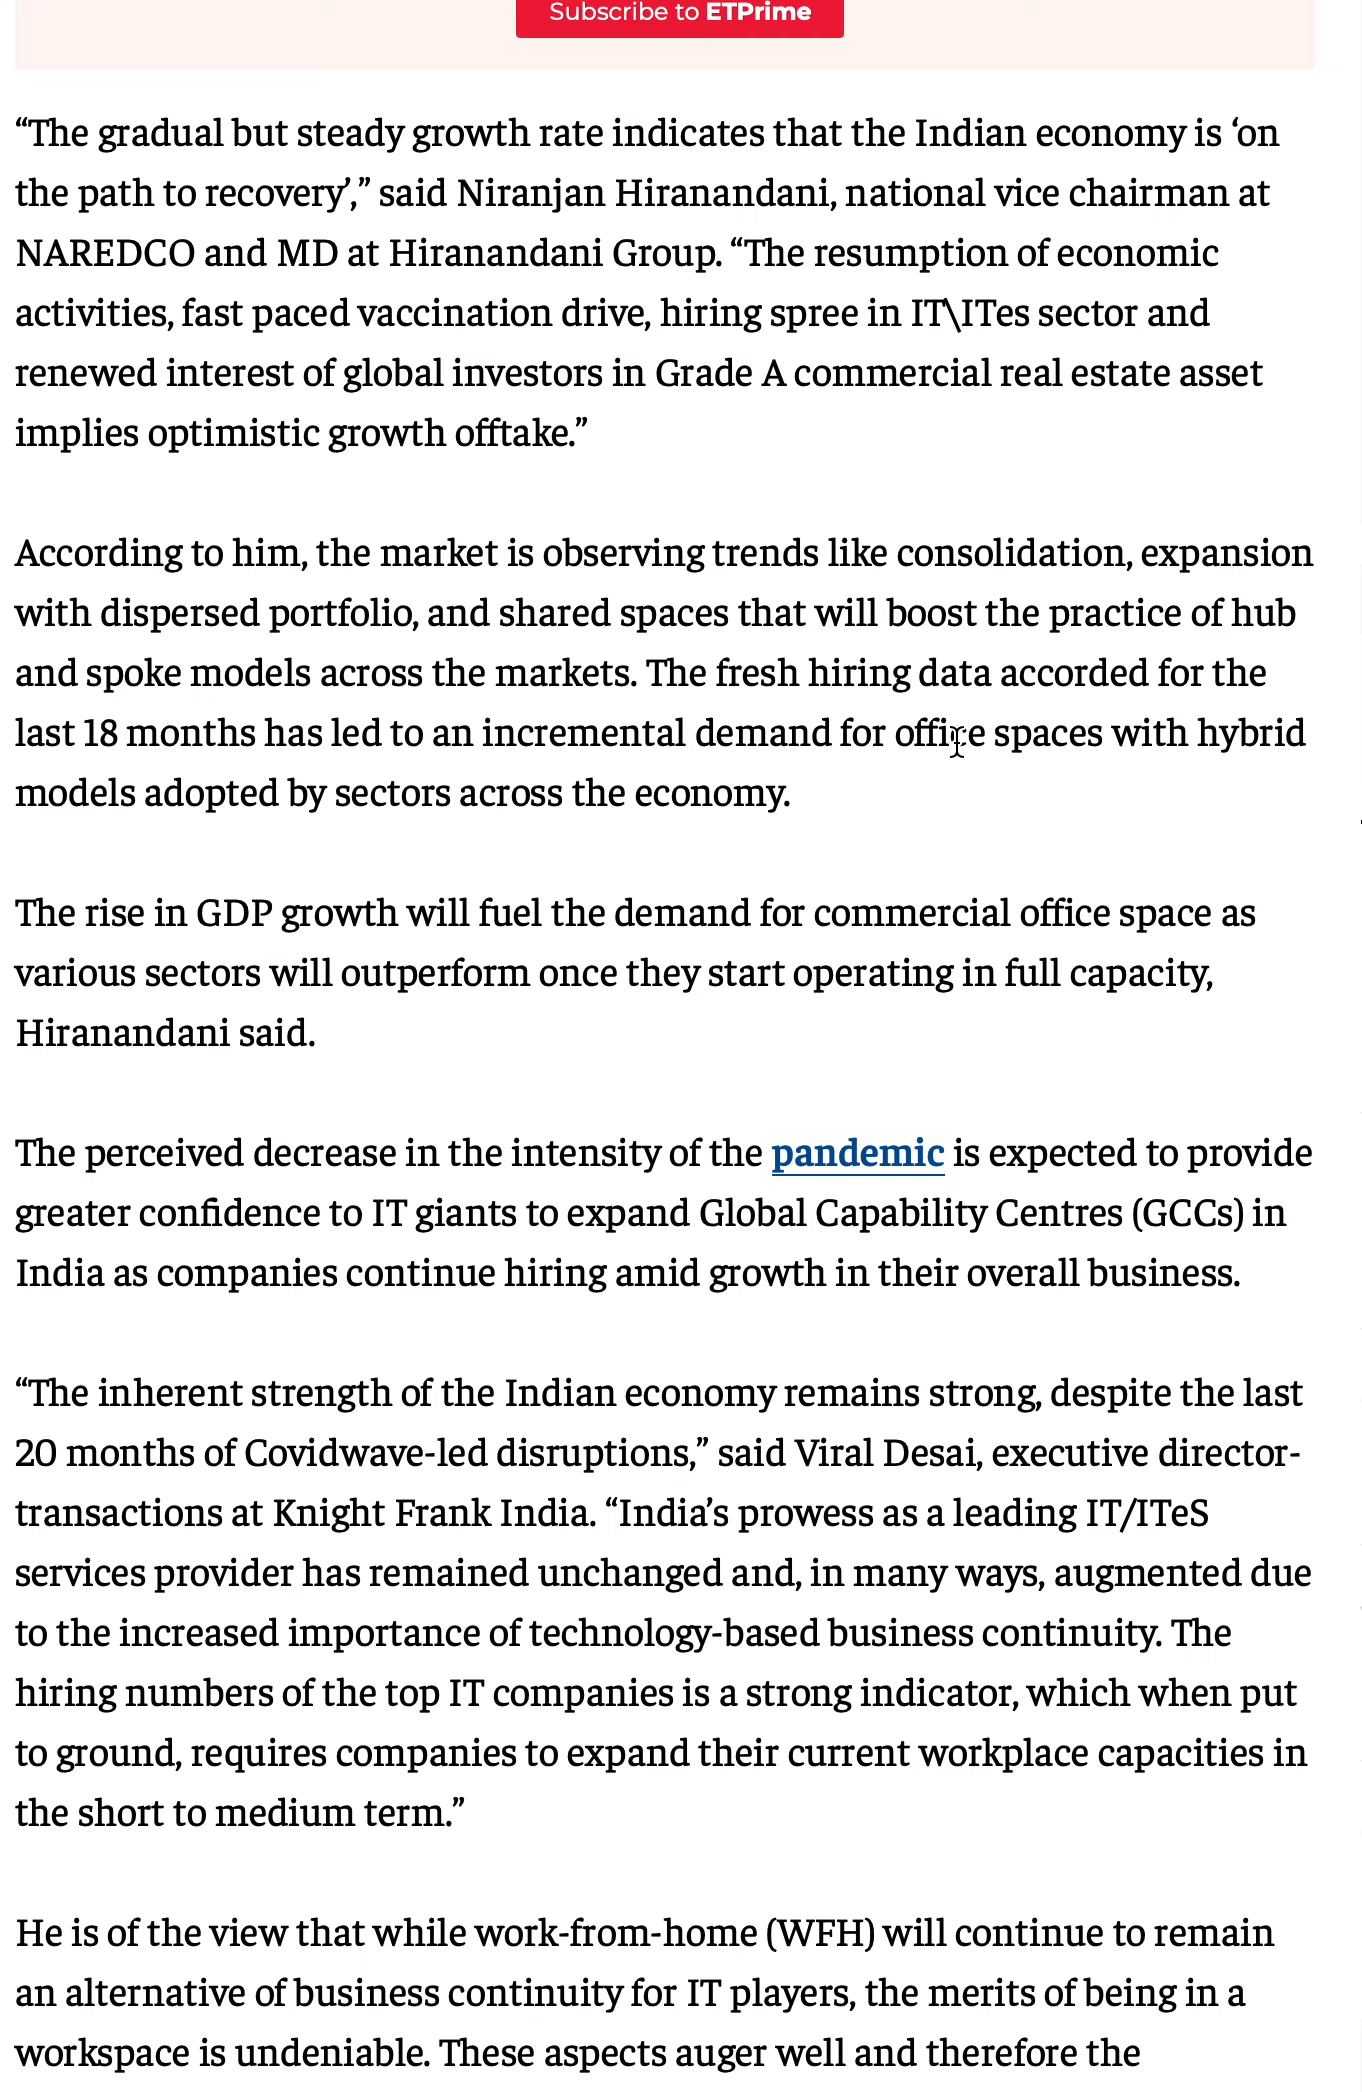 Subscribe to ETPrime
“The gradual but steady growth rate indicates that the Indian economy is ‘on
the path to recovery’,” said Niranjan Hiranandani, national vice chairman at
NAREDCO and MD at Hiranandani Group. “The resumption of economic
activities, fast paced vaccination drive, hiring spree in IT\ITes sector and
renewed interest of global investors in Grade A commercial real estate asset
implies optimistic growth offtake.”
According to him, the market is observing trends like consolidation, expansion
with dispersed portfolio, and shared spaces that will boost the practice of hub
and spoke models across the markets. The fresh hiring data accorded for the
last 18 months has led to an incremental demand for office spaces with hybrid
models adopted by sectors across the economy.
The rise in GDP growth will fuel the demand for commercial office space as
various sectors will outperform once they start operating in full capacity,
Hiranandani said.
The perceived decrease in the intensity of the pandemic is expected to provide
greater confidence to IT giants to expand Global Capability Centres (GCCs) in
India as companies continue hiring amid growth in their overall business.
“The inherent strength of the Indian economy remains strong, despite the last
20 months of Covidwave-led disruptions,” said Viral Desai, executive director-
transactions at Knight Frank India. “India’s prowess as a leading IT/ITeS
services provider has remained unchanged and, in many ways, augmented due
to the increased importance of technology-based business continuity. The
hiring numbers of the top IT companies is a strong indicator, which when put
to ground, requires companies to expand their current workplace capacities in
the short to medium term.”
He is of the view that while work-from-home (WFH) will continue to remain
an alternative of business continuity for IT players, the merits of being in a
workspace is undeniable. These aspects auger well and therefore the